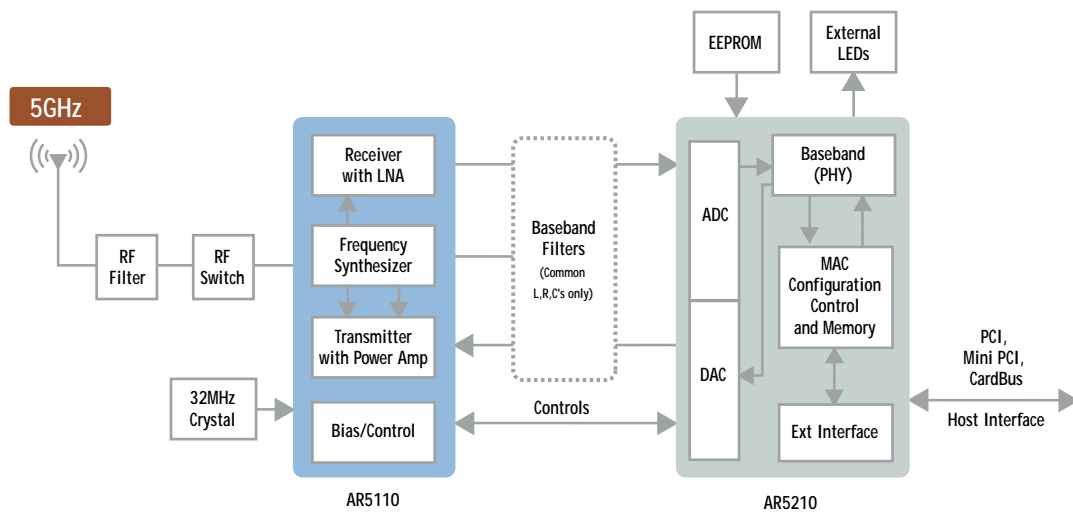 EEPROM
External
LEDs
5GHz
Receiver
with LNA
Baseband
(PHY)
ADC
Baseband
Filters
(Common
L,R,C's only)
Frequency
Synthesizer
RF
Filter
RF
Switch
MAC
Configuration
Control
and Memory
Transmitter
with Power Amp
DAC
PCI,
Mini PCI,
CardBus
32MHz
Crystal
Controls
Host Interface
Bias/Control
Ext Interface
AR5110
AR5210